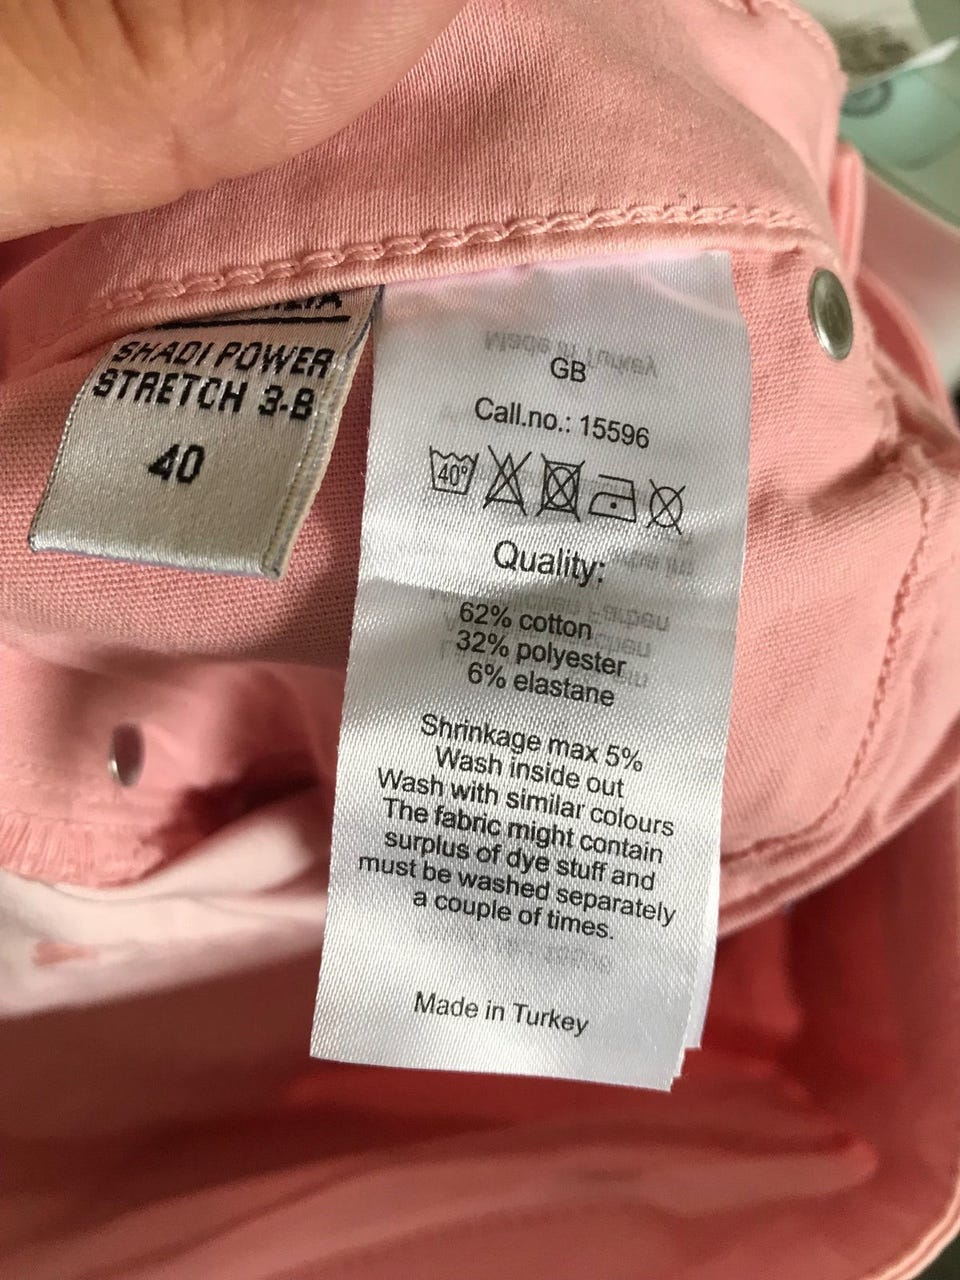 SHADI POWER
STRETCH 3-B
40
GB
Call.no.: 15596
40°
Quality:
62% cotton
32% polyester
6% elastane
Shrinkage max 5%
Wash inside out
Wash with similar colours
The fabric might contain
surplus of dye stuff and
must be washed separately
a couple of times.
Made in Turkey